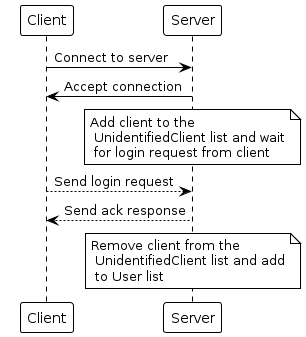 Client Server
Connect to server
Accept connection
Add client to the
UnidentifiedClient list and wait
for login request from client
Send login request
Send ack response
Remove client from the
UnidentifiedClient list and add
to User list
Client Server